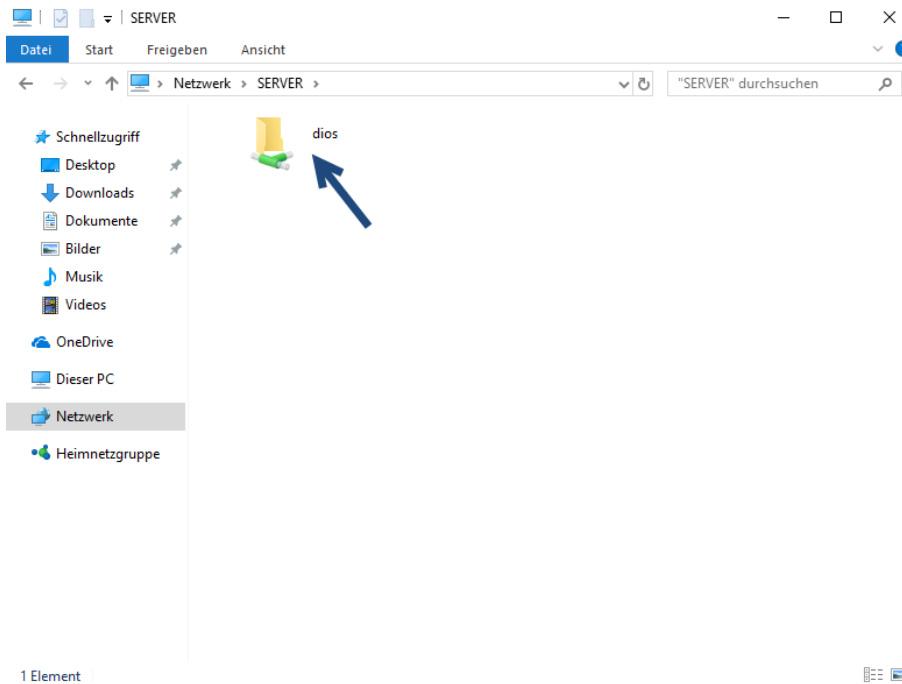 SERVER
Datei Start Freigeben Ansicht
Netzwerk SERVER "SERVER" durchsuchen
dios
Schnellzugriff
Desktop
Downloads
Dokumente
Bilder
Musik
Videos
OneDrive
Dieser PC
Netzwerk
Heimnetzgruppe
1 Element